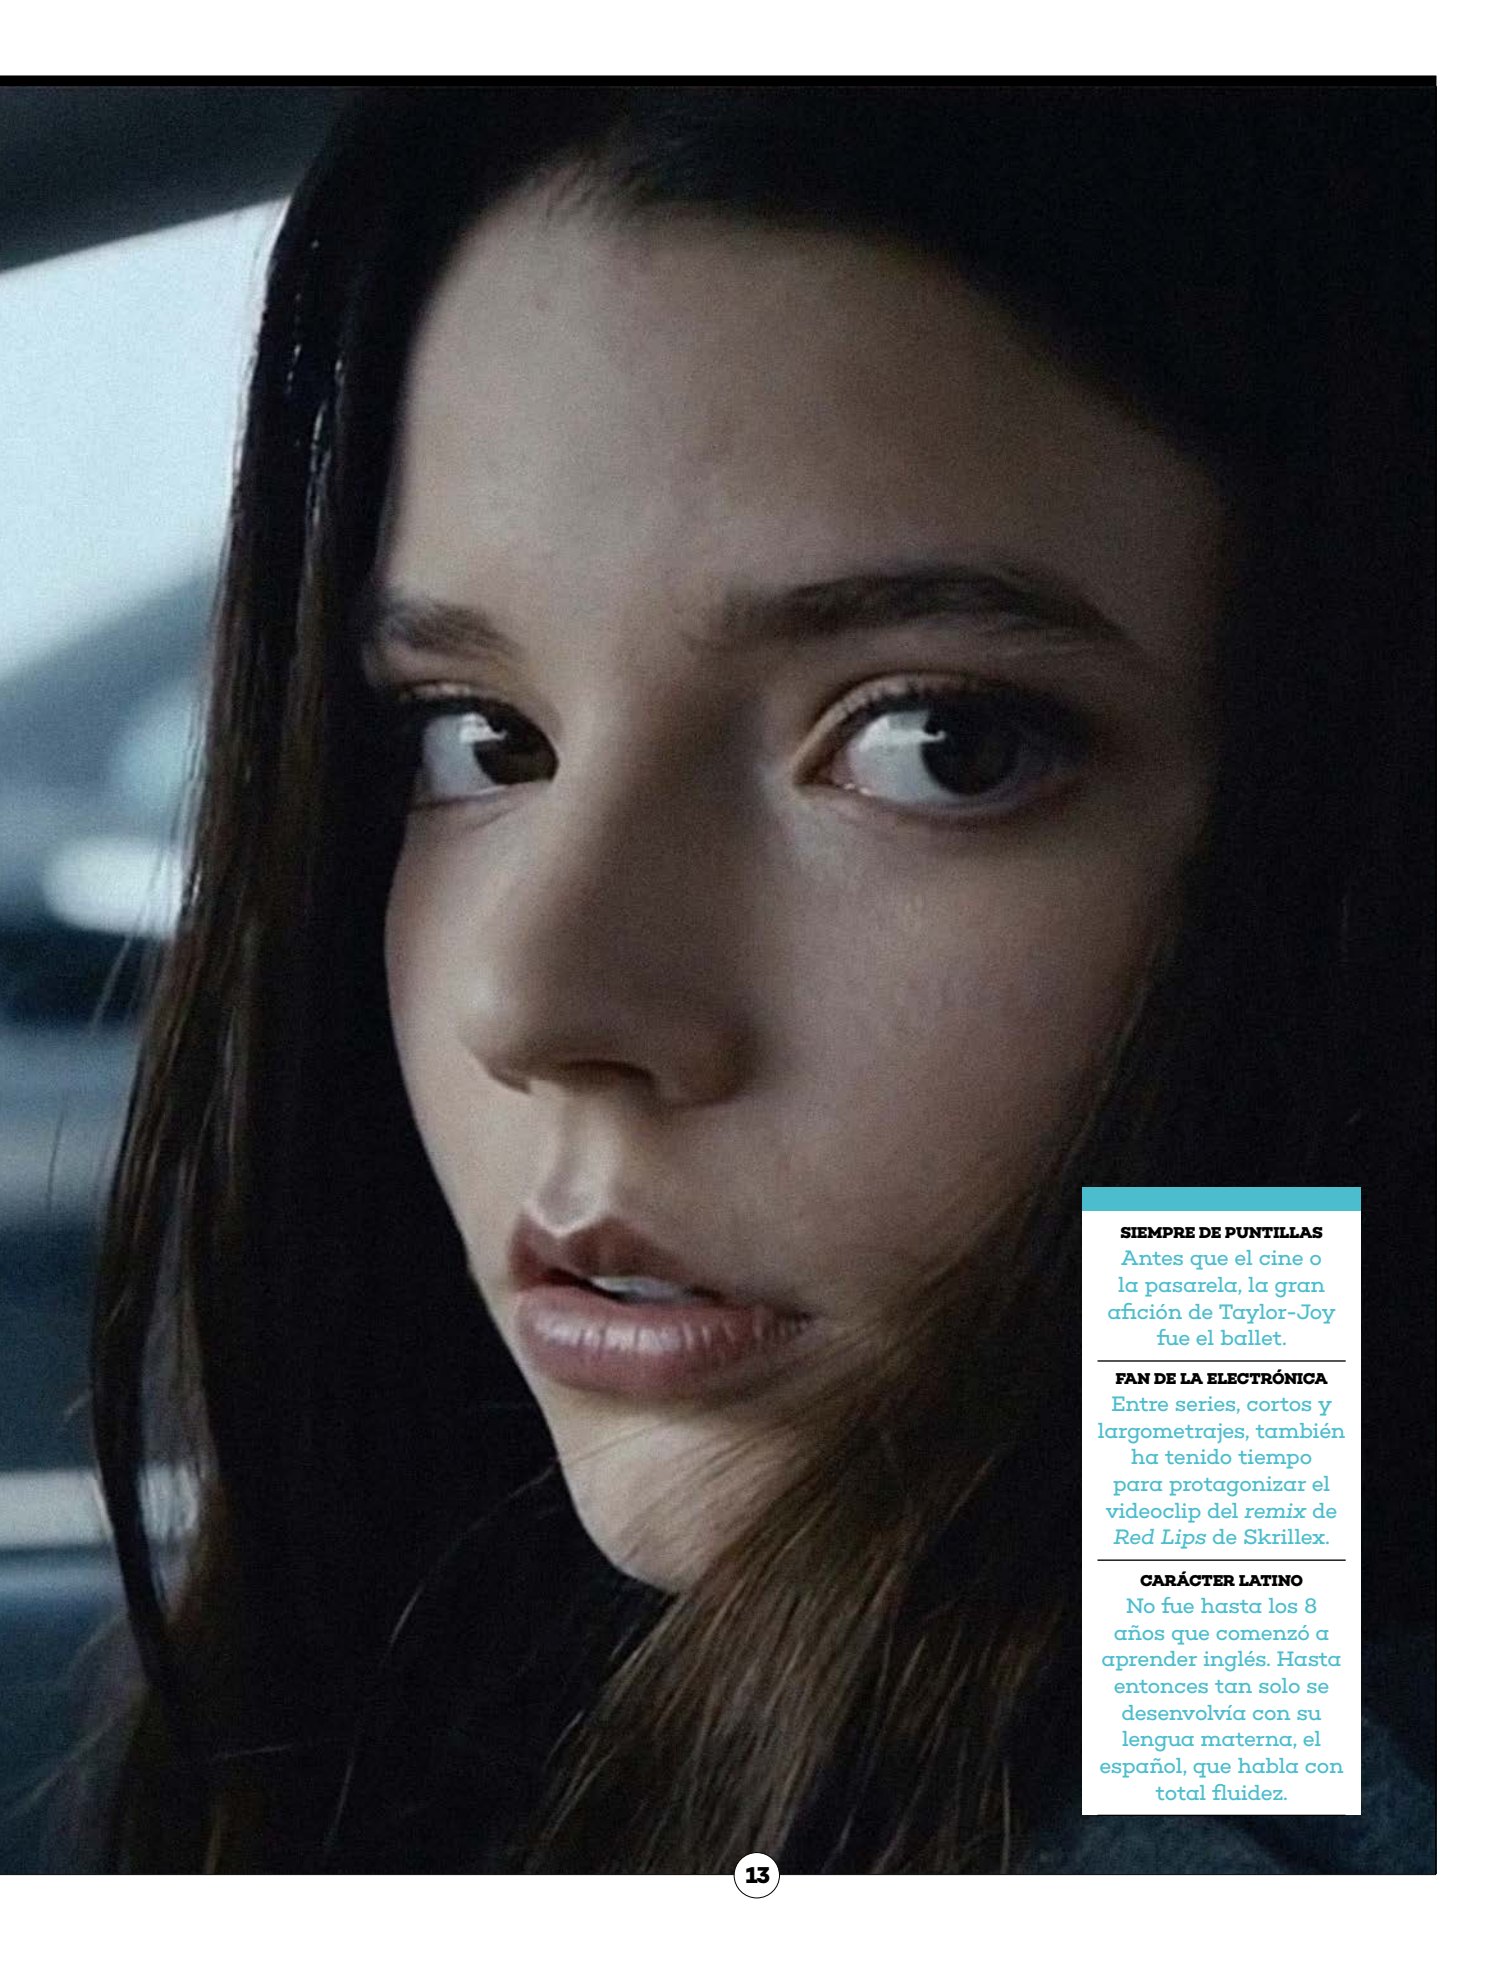 SIEMPRE DE PUNTILLAS
Antes que el cine o
la pasarela, la gran
afición de Taylor-Joy
fue el ballet.
FAN DE LA ELECTRÓNICA
Entre series, cortos y
largometrajes, también
ha tenido tiempo
para protagonizar el
videoclip del remix de
Red Lips de Skrillex.
CARÁCTER LATINO
No fue hasta los 8
años que comenzó a
aprender inglés. Hasta
entonces tan solo se
desenvolvía con su
lengua materna, el
español, que habla con
total fluidez.
13